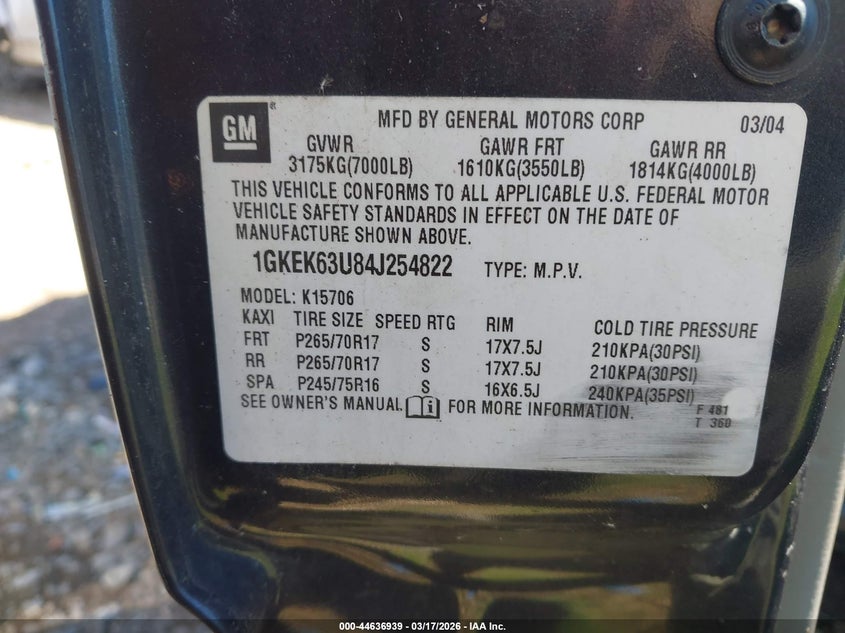 GM ®
MFD BY GENERAL MOTORS CORP 03/04
GVWR GAWR FRT GAWR RR
3175KG(7000LB) 1610KG(3550LB) 1814KG(4000LB)
THIS VEHICLE CONFORMS TO ALL APPLICABLE U.S. FEDERAL MOTOR
VEHICLE SAFETY STANDARDS IN EFFECT ON THE DATE OF
MANUFACTURE SHOWN ABOVE.
1GKEK63U84J254822 TYPE: M.P.V.
MODEL: K15706
KAXI TIRE SIZE SPEED RTG RIM COLD TIRE PRESSURE
FRT P265/70R17 S 17X7.5J 210KPA(30PSI)
RR P265/70R17 S 17X7.5J 210KPA(30PSI)
SPA P245/75R16 S 16X6.5J 240KPA(35PSI)
SEE OWNER'S MANUAL i FOR MORE INFORMATION.
F 481
T 360
000-44636939 - 03/17/2026 - IAA Inc.